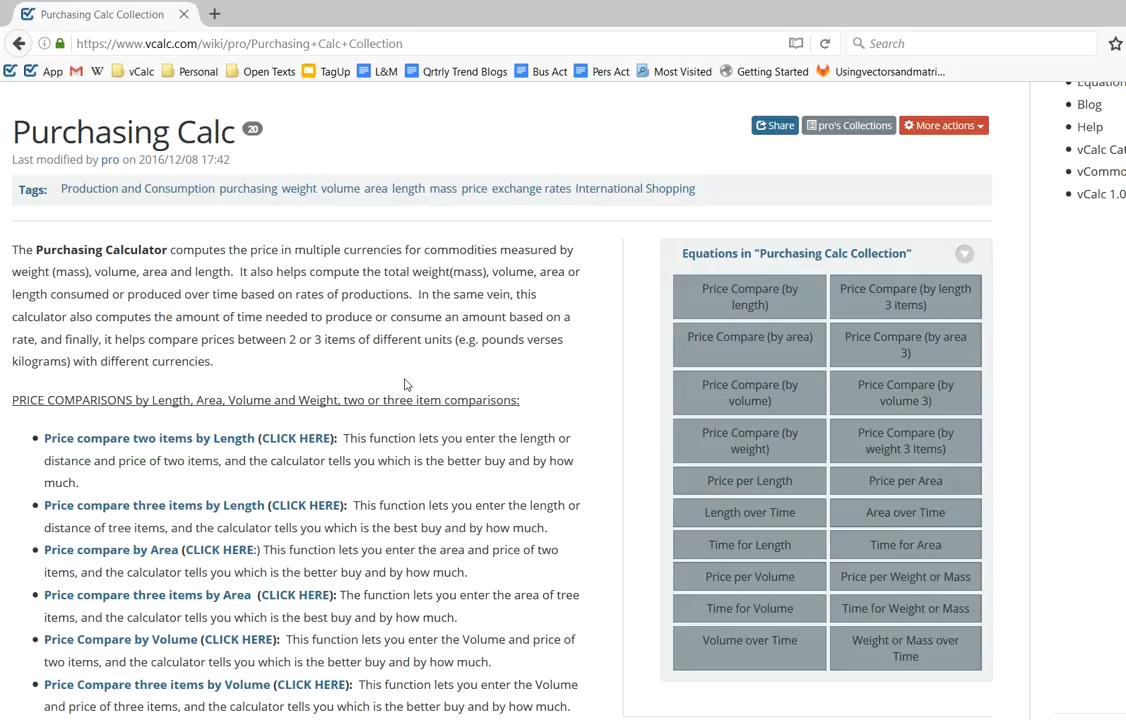 Purchasing Calc Collection
https://www.vcalc.com/wiki/pro/Purchasing+Calc+Collection
Search
App
W
vCalc
Personal
Open Texts
TagUp
L&M
Qrtrly Trend Blogs
Bus Act
Pers Act
Most Visited
Getting Started
Usingvectorsandmatri...
Purchasing Calc 20
Share
pro's Collections
More actions
Last modified by pro on 2016/12/08 17:42
Tags: Production and Consumption purchasing weight volume area length mass price exchange rates International Shopping
The Purchasing Calculator computes the price in multiple currencies for commodities measured by
weight (mass), volume, area and length. It also helps compute the total weight(mass), volume, area or
length consumed or produced over time based on rates of productions. In the same vein, this
calculator also computes the amount of time needed to produce or consume an amount based on a
rate, and finally, it helps compare prices between 2 or 3 items of different units (e.g. pounds verses
kilograms) with different currencies.
PRICE COMPARISONS by Length, Area, Volume and Weight, two or three item comparisons:
• Price compare two items by Length (CLICK HERE): This function lets you enter the length or
distance and price of two items, and the calculator tells you which is the better buy and by how
much.
• Price compare three items by Length (CLICK HERE): This function lets you enter the length or
distance of tree items, and the calculator tells you which is the best buy and by how much.
• Price compare by Area (CLICK HERE:) This function lets you enter the area and price of two
items, and the calculator tells you which is the better buy and by how much.
• Price compare three items by Area (CLICK HERE): The function lets you enter the area of tree
items, and the calculator tells you which is the best buy and by how much.
• Price Compare by Volume (CLICK HERE): This function lets you enter the Volume and price of
two items, and the calculator tells you which is the better buy and by how much.
• Price Compare three items by Volume (CLICK HERE): This function lets you enter the Volume
and price of three items, and the calculator tells you which is the better buy and by how much.
Equations in "Purchasing Calc Collection"
Price Compare (by
length)
Price Compare (by length
3 items)
Price Compare (by area)
Price Compare (by area
3)
Price Compare (by
volume)
Price Compare (by
volume 3)
Price Compare (by
weight)
Price Compare (by
weight 3 Items)
Price per Length
Price per Area
Length over Time
Area over Time
Time for Length
Time for Area
Price per Volume
Price per Weight or Mass
Time for Volume
Time for Weight or Mass
Volume over Time
Weight or Mass over
Time
• Equation
• Blog
• Help
• vCalc Cat
• vCommo
• vCalc 1.0